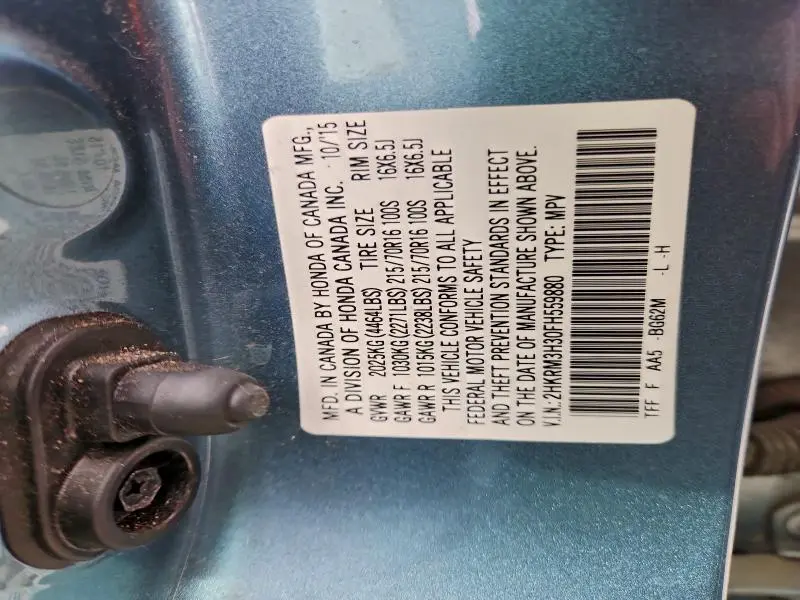 MFD. IN CANADA BY HONDA OF CANADA MFG.,
A DIVISION OF HONDA CANADA INC. 10/15
GVWR 2025KG (4464LBS) TIRE SIZE RIM SIZE
GAWR F 1030KG (2271LBS) 215/70R16 100S 16X6.5J
GAWR R 1015KG (2238LBS) 215/70R16 100S 16X6.5J
THIS VEHICLE CONFORMS TO ALL APPLICABLE
FEDERAL MOTOR VEHICLE SAFETY
AND THEFT PREVENTION STANDARDS IN EFFECT
ON THE DATE OF MANUFACTURE SHOWN ABOVE.
V.I.N.: 2HKRM3H30FH559880 TYPE: MPV
TFF F AA5 -BG62M -L -H